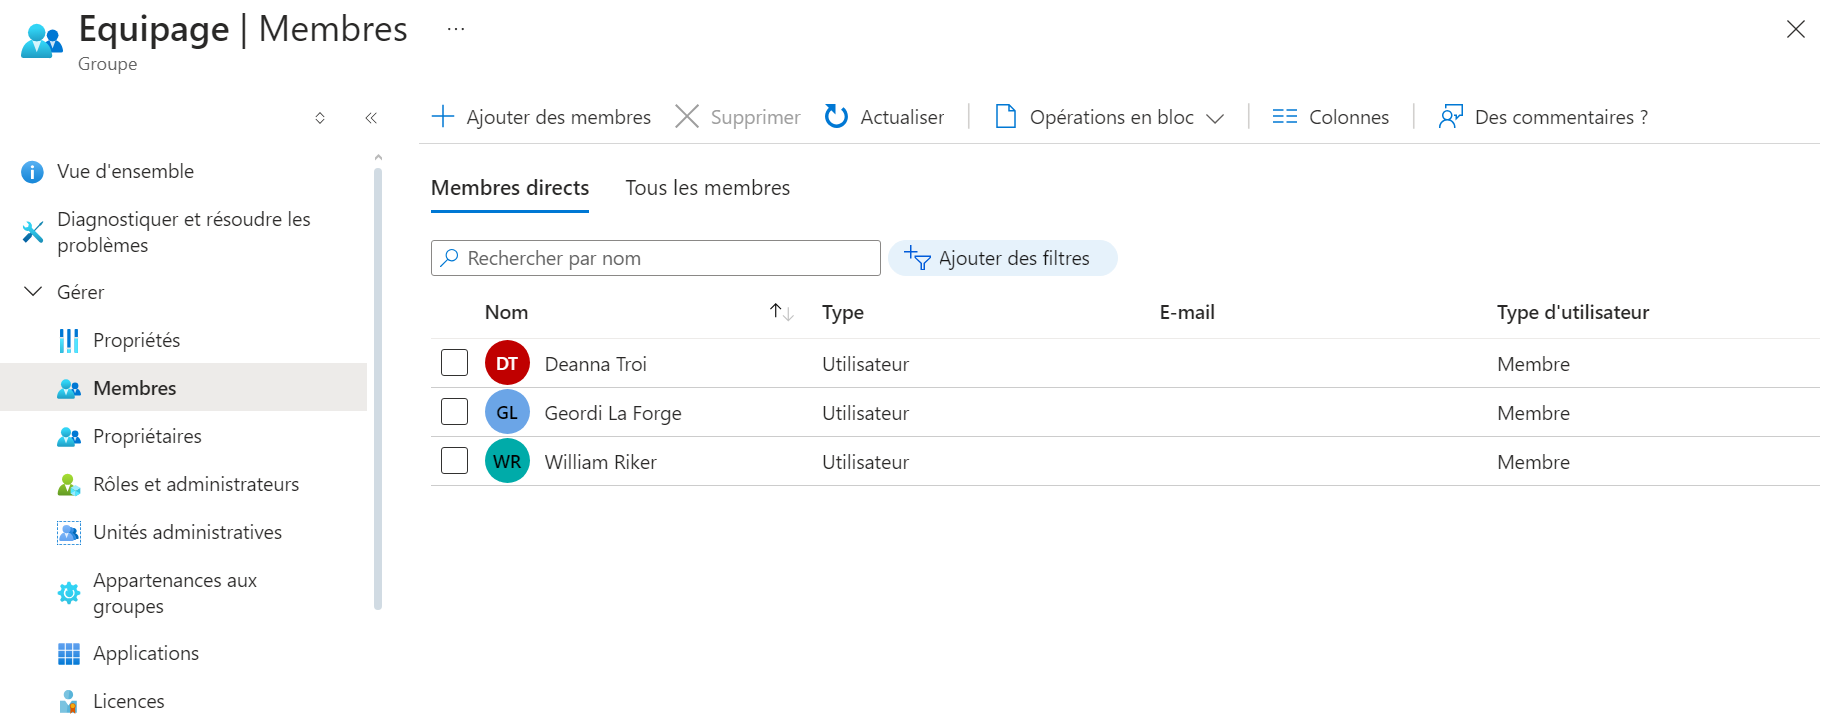 Equipage | Membres ...
Groupe
Ajouter des membres Supprimer Actualiser Opérations en bloc Colonnes Des commentaires ?
Vue d'ensemble
Diagnostiquer et résoudre les
problèmes
Gérer
Propriétés
Membres
Propriétaires
Rôles et administrateurs
Unités administratives
Appartenances aux
groupes
Applications
Licences
Membres directs Tous les membres
Rechercher par nom Ajouter des filtres
Nom Type E-mail Type d'utilisateur
DT Deanna Troi Utilisateur Membre
GL Geordi La Forge Utilisateur Membre
WR William Riker Utilisateur Membre